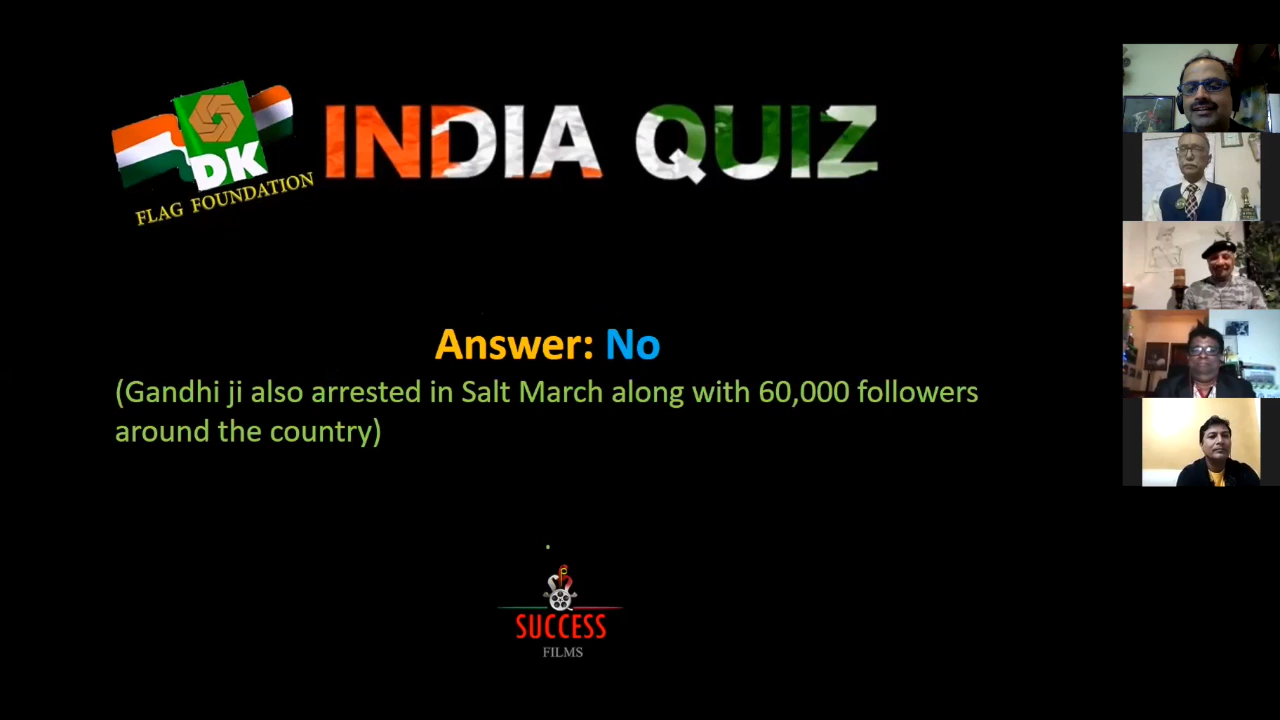 DK
FLAG FOUNDATION
INDIA QUIZ
Answer: No
(Gandhi ji also arrested in Salt March along with 60,000 followers
around the country)
SUCCESS
FILMS